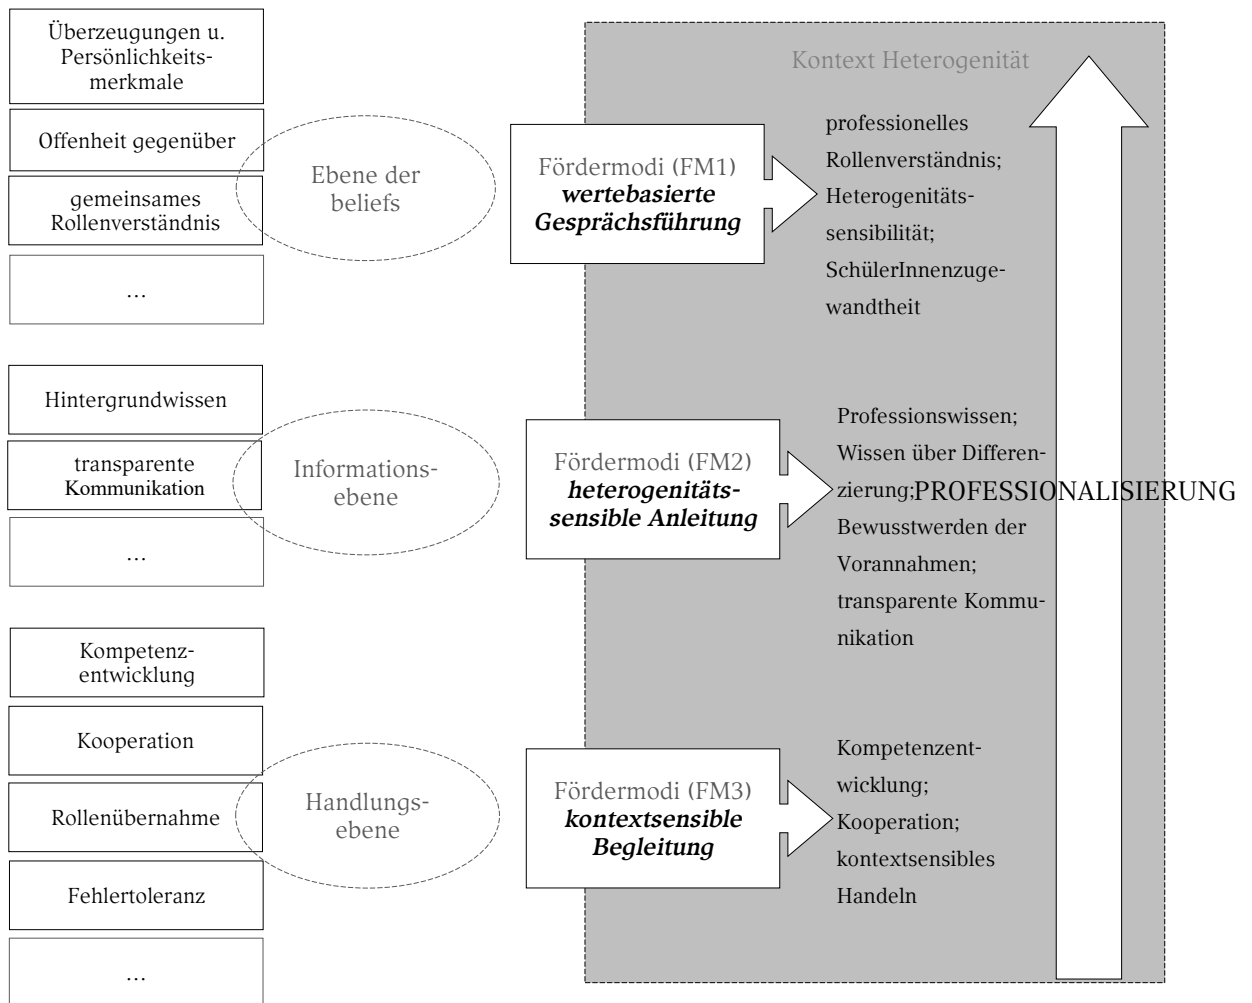 Überzeugungen u.
Persönlichkeits-
merkmale
Offenheit gegenüber
gemeinsames
Rollenverständnis
...
Ebene der
beliefs
Fördermodi (FM1)
wertebasierte
Gesprächsführung
Kontext Heterogenität
professionelles
Rollenverständnis;
Heterogenitäts-
sensibilität;
SchülerInnenzuge-
wandtheit
Hintergrundwissen
transparente
Kommunikation
...
Informations-
ebene
Fördermodi (FM2)
heterogenitäts-
sensible Anleitung
Professionswissen;
Wissen über Differen-
zierung;
Bewusstwerden der
Vorannahmen;
transparente Kommu-
nikation
PROFESSIONALISIERUNG
Kompetenz-
entwicklung
Kooperation
Rollenübernahme
Fehlertoleranz
...
Handlungs-
ebene
Fördermodi (FM3)
kontextsensible
Begleitung
Kompetenzent-
wicklung;
Kooperation;
kontextsensibles
Handeln